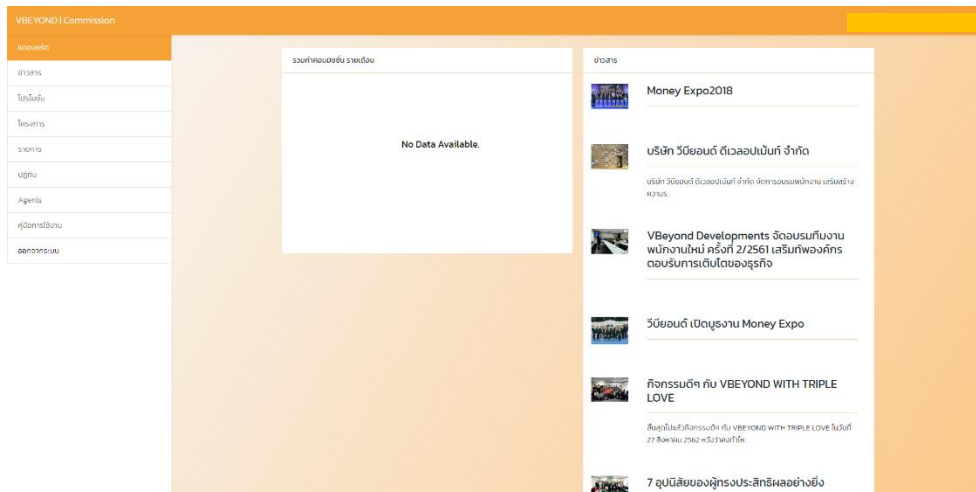 VBEYOND | Commission
แดชบอร์ด
ข่าวสาร
โปรโมชั่น
โครงการ
รายการ
ปฏิทิน
Agents
คู่มือการใช้งาน
ออกจากระบบ
รวมค่าคอมมิชชั่น รายเดือน
No Data Available.
ข่าวสาร
Money Expo2018
บริษัท วีบียอนด์ ดีเวลอปเม้นท์ จำกัด
บริษัท วีบียอนด์ ดีเวลอปเม้นท์ จำกัด จัดการอบรมพนักงาน เสริมสร้าง
ความร..
VBeyond Developments จัดอบรมทีมงาน
พนักงานใหม่ ครั้งที่ 2/2561 เสริมทัพองค์กร
ตอบรับการเติบโตของธุรกิจ
วีบียอนด์ เปิดบูธงาน Money Expo
กิจกรรมดีๆ กับ VBEYOND WITH TRIPLE
LOVE
สิ้นสุดไปแล้วกิจกรรมดีๆ กับ VBEYOND WITH TRIPLE LOVE ในวันที่
27 สิงหาคม 2562 หวังว่าคงทำให้..
7 อุปนิสัยของผู้ทรงประสิทธิผลอย่างยิ่ง